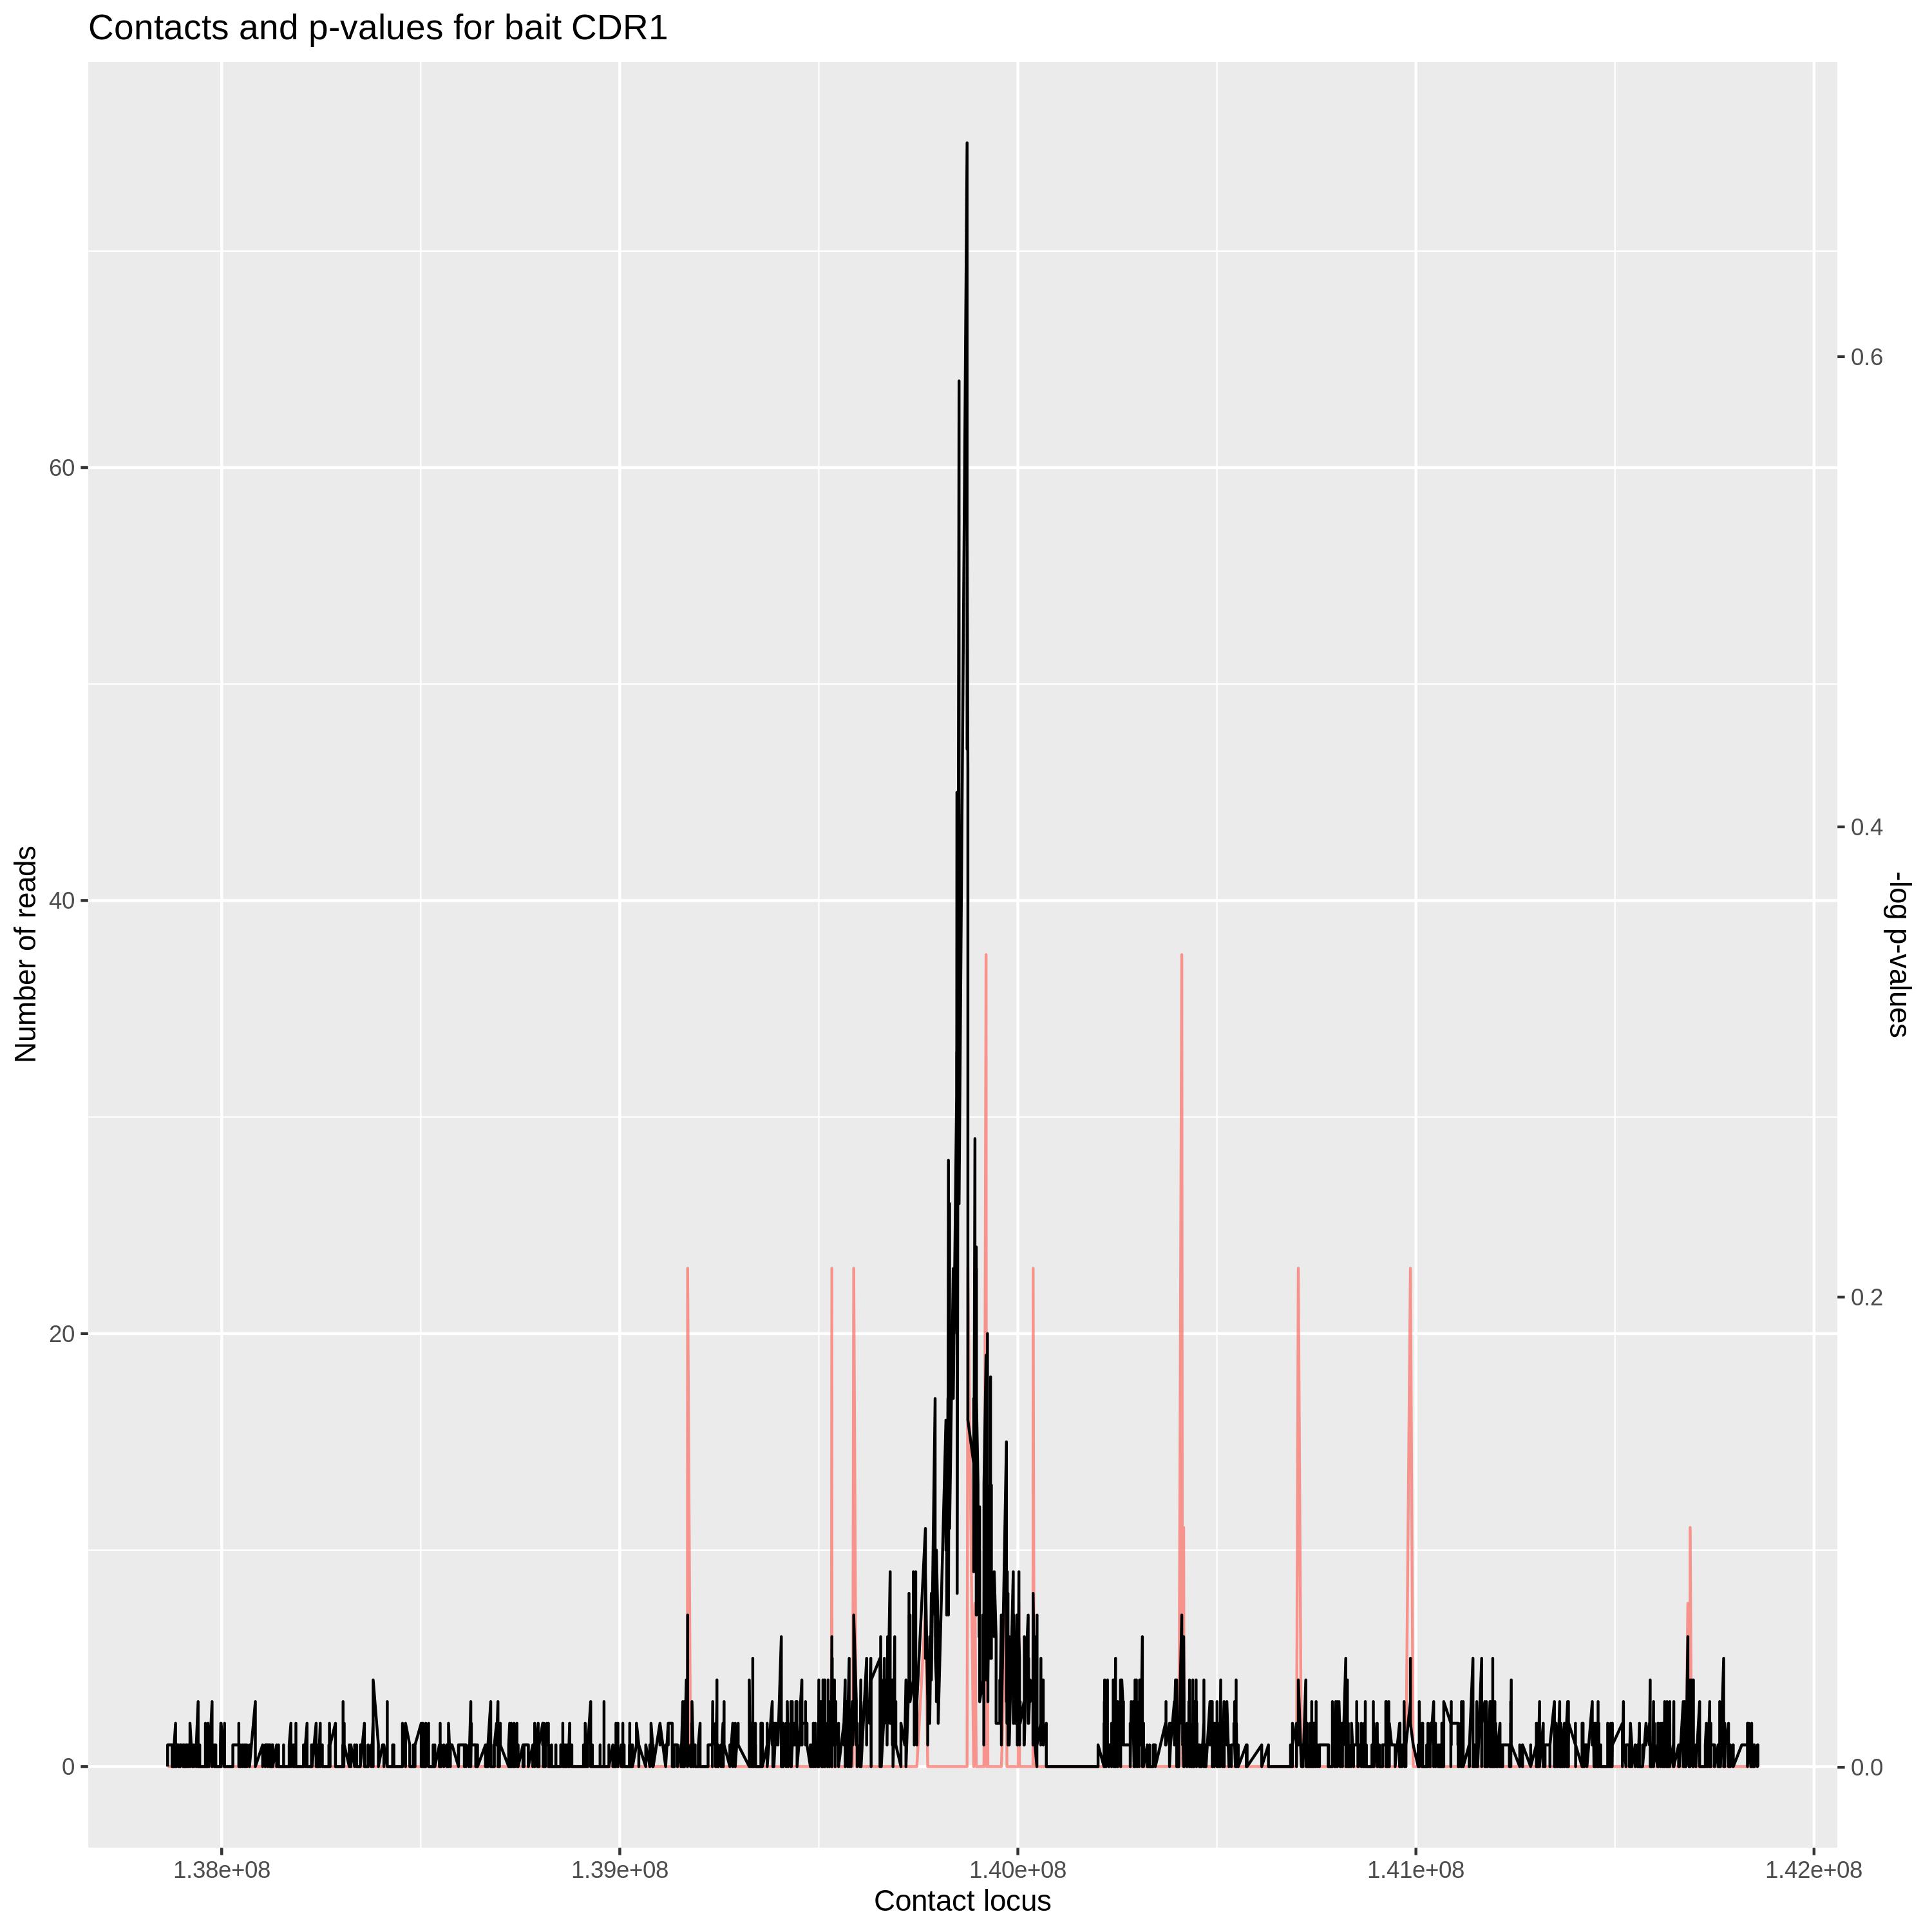 Contacts and p-values for bait CDR1
Number of reads
60
40
20
0
0.6
0.4
0.2
0.0
-log p-values
1.38e+08 1.39e+08 1.40e+08 1.41e+08 1.42e+08
Contact locus